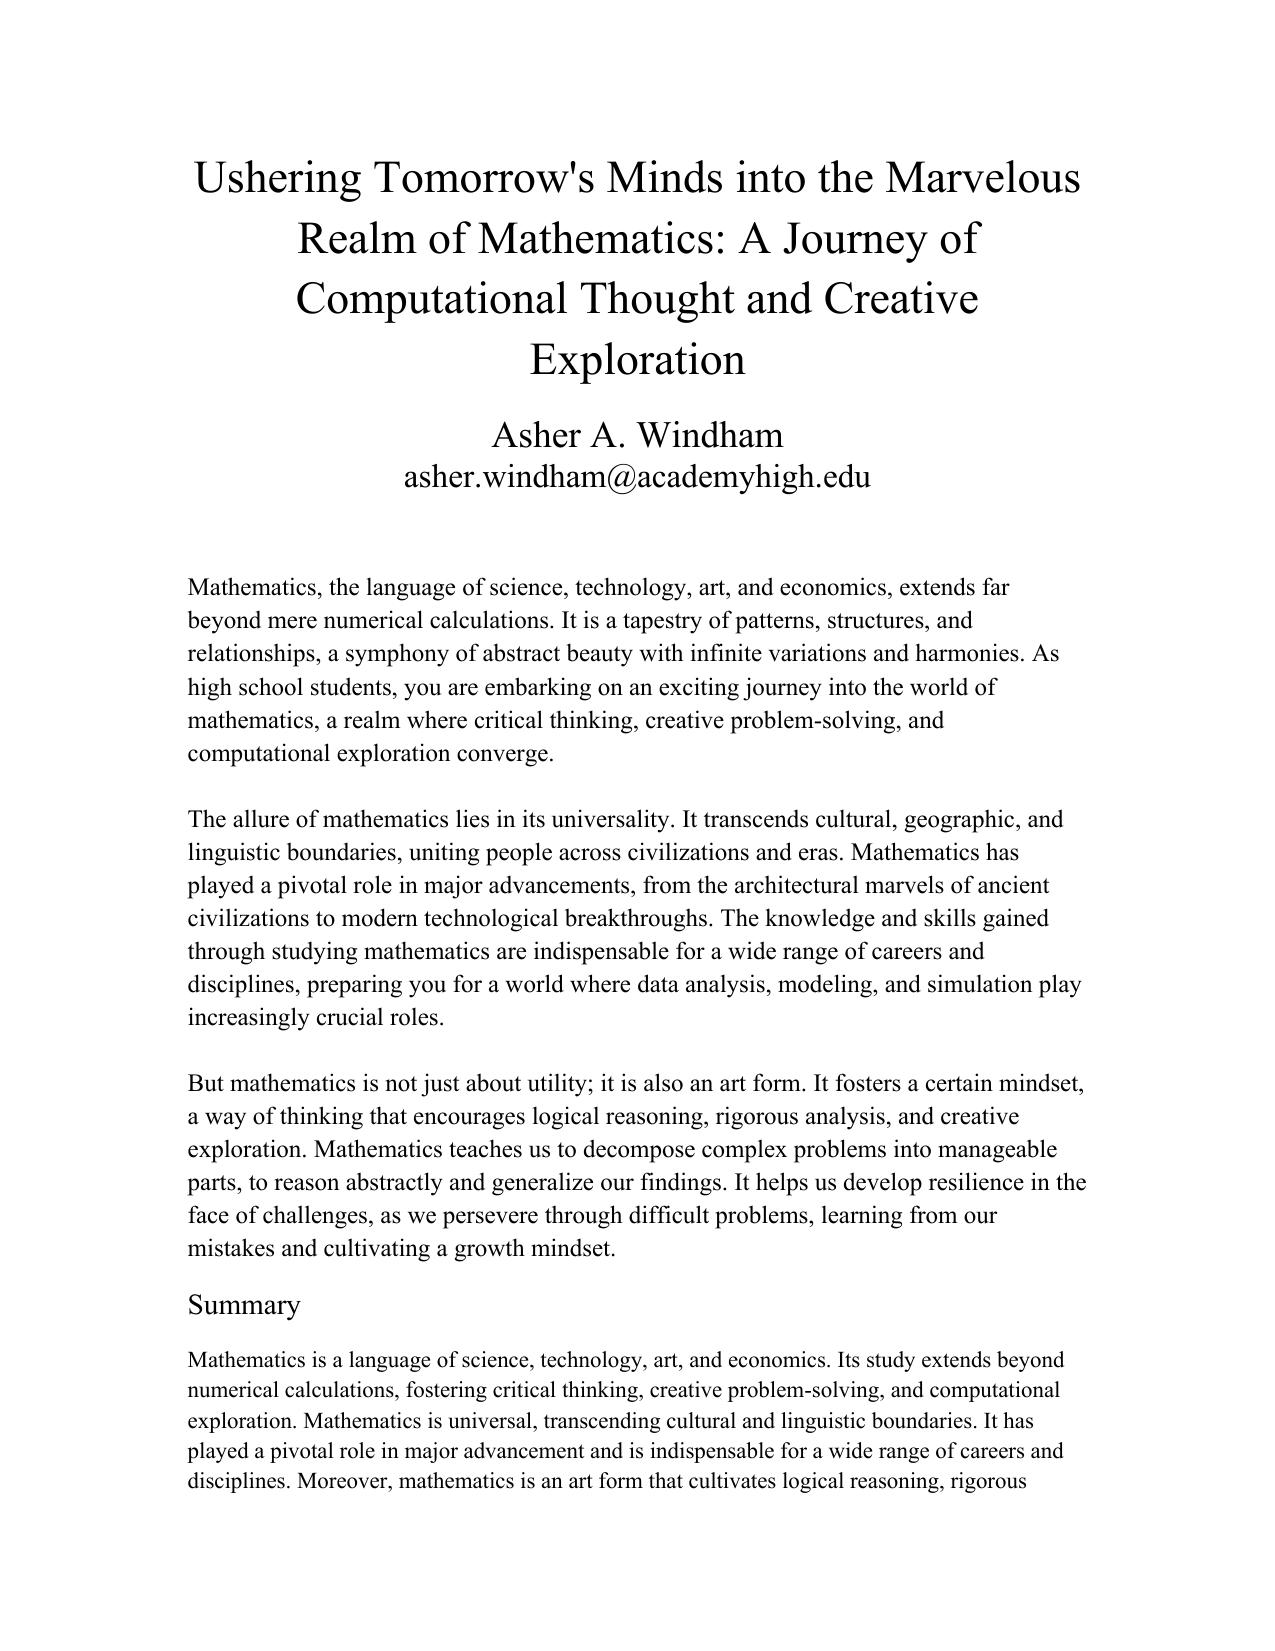 Ushering Tomorrow's Minds into the Marvelous
Realm of Mathematics: A Journey of
Computational Thought and Creative
Exploration
Asher A. Windham
asher.windham@academyhigh.edu
Mathematics, the language of science, technology, art, and economics, extends far
beyond mere numerical calculations. It is a tapestry of patterns, structures, and
relationships, a symphony of abstract beauty with infinite variations and harmonies. As
high school students, you are embarking on an exciting journey into the world of
mathematics, a realm where critical thinking, creative problem-solving, and
computational exploration converge.
The allure of mathematics lies in its universality. It transcends cultural, geographic, and
linguistic boundaries, uniting people across civilizations and eras. Mathematics has
played a pivotal role in major advancements, from the architectural marvels of ancient
civilizations to modern technological breakthroughs. The knowledge and skills gained
through studying mathematics are indispensable for a wide range of careers and
disciplines, preparing you for a world where data analysis, modeling, and simulation play
increasingly crucial roles.
But mathematics is not just about utility; it is also an art form. It fosters a certain mindset,
a way of thinking that encourages logical reasoning, rigorous analysis, and creative
exploration. Mathematics teaches us to decompose complex problems into manageable
parts, to reason abstractly and generalize our findings. It helps us develop resilience in the
face of challenges, as we persevere through difficult problems, learning from our
mistakes and cultivating a growth mindset.
Summary
Mathematics is a language of science, technology, art, and economics. Its study extends beyond
numerical calculations, fostering critical thinking, creative problem-solving, and computational
exploration. Mathematics is universal, transcending cultural and linguistic boundaries. It has
played a pivotal role in major advancement and is indispensable for a wide range of careers and
disciplines. Moreover, mathematics is an art form that cultivates logical reasoning, rigorous